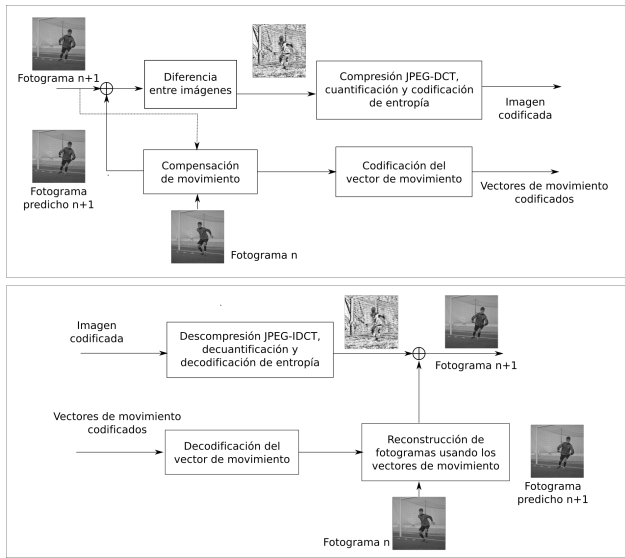 Fotograma n+1
Diferencia
entre imágenes
Compresión JPEG-DCT,
cuantificación y codificación
de entropía
Imagen
codificada
Fotograma
predicho n+1
Compensación
de movimiento
Codificación del
vector de movimiento
Vectores de movimiento
codificados
Fotograma n
Imagen
codificada
Descompresión JPEG-IDCT,
decuantificación y
decodificación de entropía
Fotograma n+1
Vectores de movimiento
codificados
Decodificación del
vector de movimiento
Reconstrucción de
fotogramas usando los
vectores de movimiento
Fotograma
predicho n+1
Fotograma n